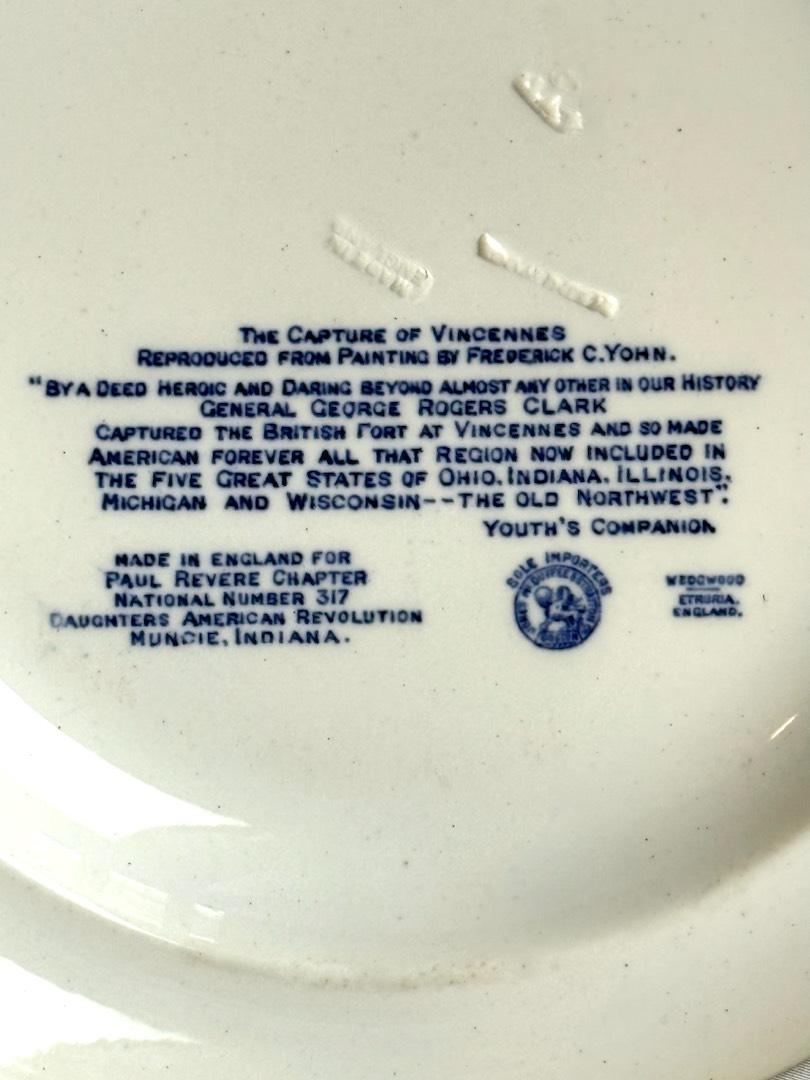 THE CAPTURE OF VINCENNES
REPRODUCED FROM PAINTING BY FREDERICK C. YOHN.
"BY A DEED HEROIC AND DARING BEYOND ALMOST ANY OTHER IN OUR HISTORY
GENERAL GEORGE ROGERS CLARK
CAPTURED THE BRITISH FORT AT VINCENNES AND SO MADE
AMERICAN FOREVER ALL THAT REGION NOW INCLUDED IN
THE FIVE GREAT STATES OF OHIO, INDIANA, ILLINOIS,
MICHIGAN AND WISCONSIN--THE OLD NORTHWEST".
YOUTH'S COMPANION
MADE IN ENGLAND FOR
PAUL REVERE CHAPTER
NATIONAL NUMBER 317
DAUGHTERS AMERICAN REVOLUTION
MUNCIE, INDIANA.
SOLE IMPORTERS
WEDGWOOD
ETRURIA.
ENGLAND.